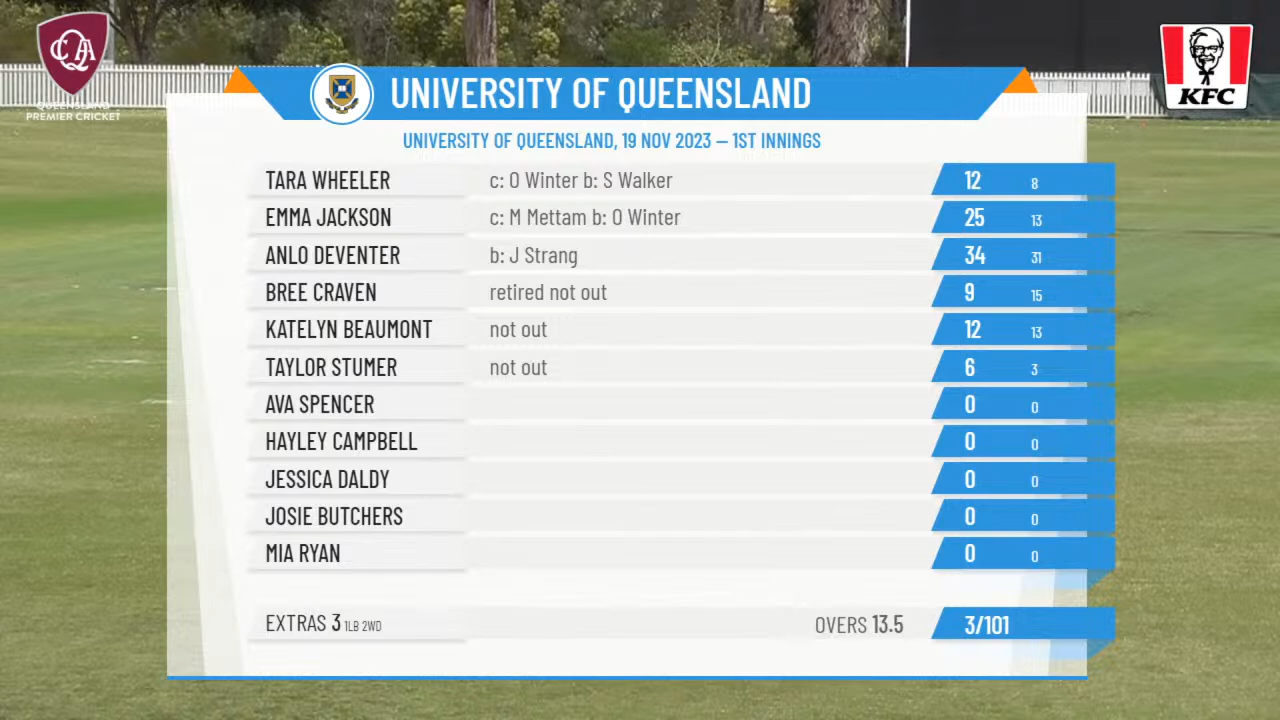 QUEENSLAND
PREMIER CRICKET
KFC
UNIVERSITY OF QUEENSLAND
UNIVERSITY OF QUEENSLAND, 19 NOV 2023 – 1ST INNINGS
TARA WHEELER c: O Winter b: S Walker 12 8
EMMA JACKSON c: M Mettam b: O Winter 25 13
ANLO DEVENTER b: J Strang 34 31
BREE CRAVEN retired not out 9 15
KATELYN BEAUMONT not out 12 13
TAYLOR STUMER not out 6 3
AVA SPENCER 0 0
HAYLEY CAMPBELL 0 0
JESSICA DALDY 0 0
JOSIE BUTCHERS 0 0
MIA RYAN 0 0
EXTRAS 3 1LB 2WD OVERS 13.5 3/101